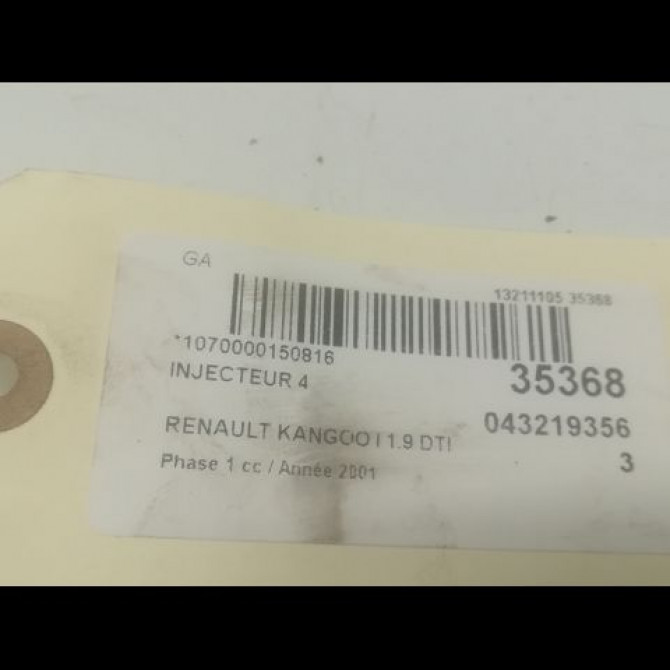 GA
13211105 35368
*1070000150816
INJECTEUR 4
35368
RENAULT KANGOO I 1.9 DTI
043219356
Phase 1 cc / Année 2001
3